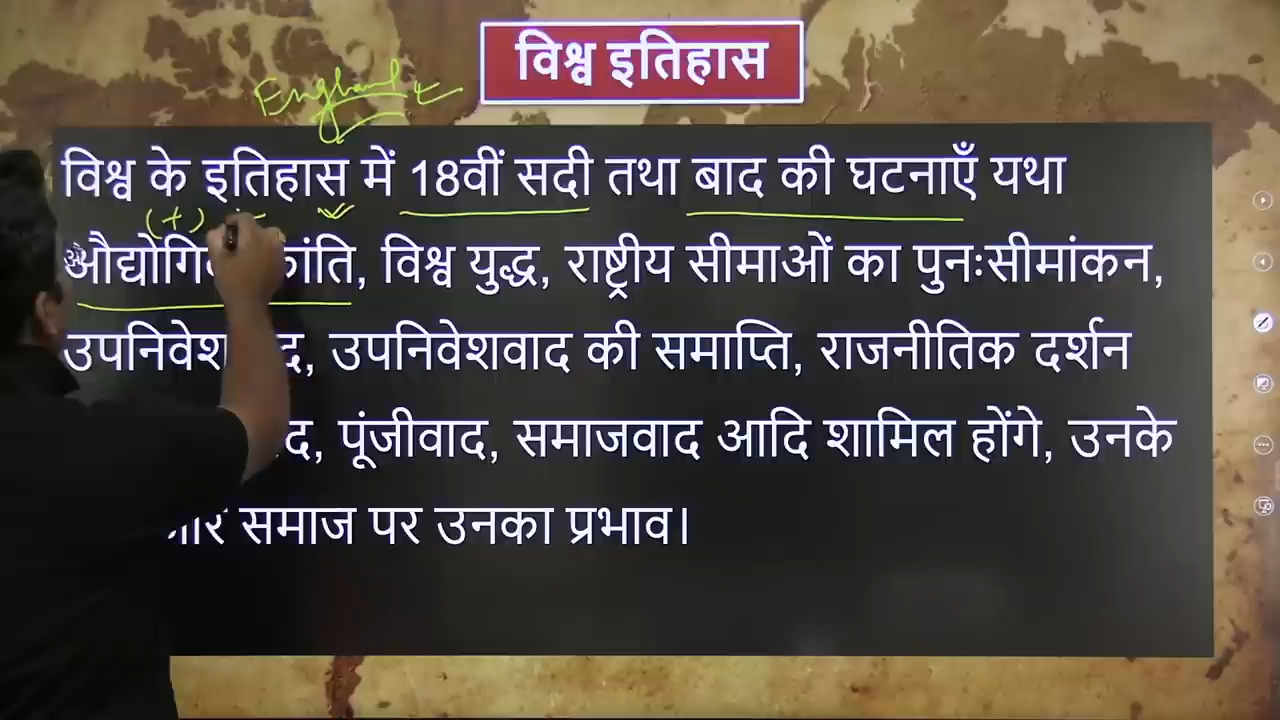 विश्व इतिहास
England
विश्व के इतिहास में 18वीं सदी तथा बाद की घटनाएँ यथा
(+) -
क्रांति, विश्व युद्ध, राष्ट्रीय सीमाओं का पुनःसीमांकन,
उपनिवेशवाद, उपनिवेशवाद की समाप्ति, राजनीतिक दर्शन
पूंजीवाद, समाजवाद आदि शामिल होंगे, उनके
समाज पर उनका प्रभाव।